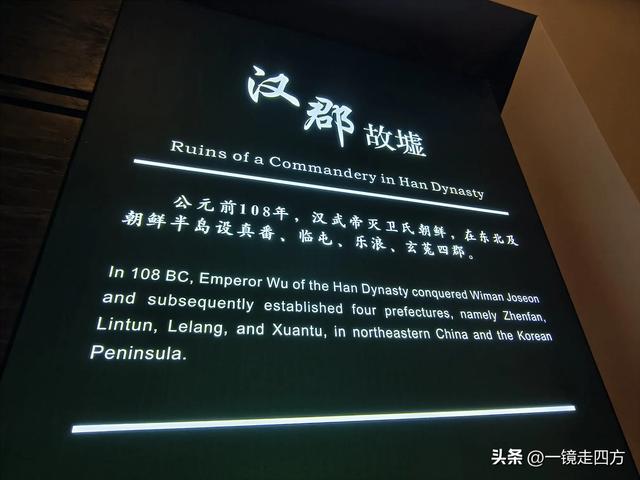 汉郡故墟
Ruins of a Commandery in Han Dynasty
公元前108年，汉武帝灭卫氏朝鲜，在东北及
朝鲜半岛设真番、临屯、乐浪、玄菟四郡。
In 108 BC, Emperor Wu of the Han Dynasty conquered Wiman Joseon
and subsequently established four prefectures, namely Zhenfan,
Lintun, Lelang, and Xuantu, in northeastern China and the Korean
Peninsula.
头条 @一镜走四方